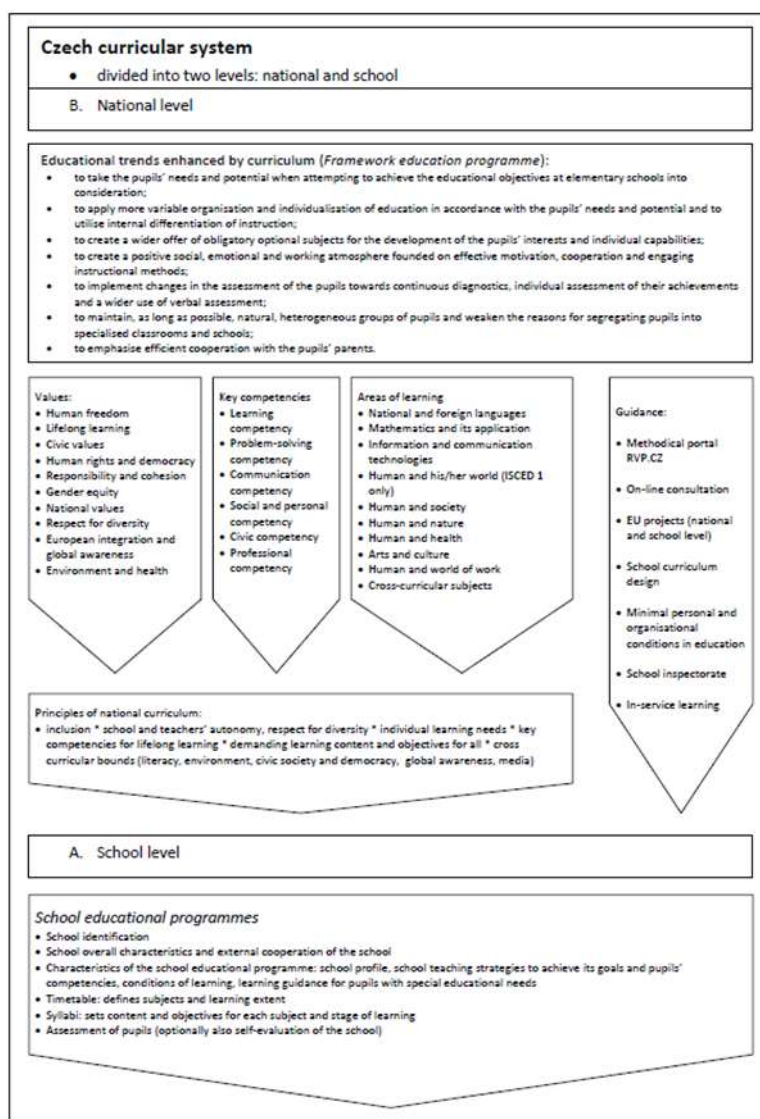 Czech curricular system
• divided into two levels: national and school
B. National level
Educational trends enhanced by curriculum (Framework education programme):
• to take the pupils' needs and potential when attempting to achieve the educational objectives at elementary schools into
consideration;
• to apply more variable organisation and individualisation of education in accordance with the pupils' needs and potential and to
utilise internal differentiation of instruction;
• to create a wider offer of obligatory optional subjects for the development of the pupils' interests and individual capabilities;
• to create a positive social, emotional and working atmosphere founded on effective motivation, cooperation and engaging
instructional methods;
• to implement changes in the assessment of the pupils towards continuous diagnostics, individual assessment of their achievements
and a wider use of verbal assessment;
• to maintain, as long as possible, natural, heterogeneous groups of pupils and weaken the reasons for segregating pupils into
specialised classrooms and schools;
• to emphasise efficient cooperation with the pupils' parents.
Values:
• Human freedom
• Lifelong learning
• Civic values
• Human rights and democracy
• Responsibility and cohesion
• Gender equity
• National values
• Respect for diversity
• European integration and
global awareness
• Environment and health
Key competencies
• Learning
competency
• Problem-solving
competency
• Communication
competency
• Social and personal
competency
• Civic competency
• Professional
competency
Areas of learning
• National and foreign languages
• Mathematics and its application
• Information and communication
technologies
• Human and his/her world (ISCED 1
only)
• Human and society
• Human and nature
• Human and health
• Arts and culture
• Human and world of work
• Cross-curricular subjects
Guidance:
• Methodical portal
RVP.CZ
• On-line consultation
• EU projects (national
and school level)
• School curriculum
design
• Minimal personal and
organisational
conditions in education
• School inspectorate
• In-service learning
Principles of national curriculum:
• inclusion * school and teachers' autonomy, respect for diversity * individual learning needs * key
competencies for lifelong learning * demanding learning content and objectives for all * cross
curricular bounds (literacy, environment, civic society and democracy, global awareness, media)
A. School level
School educational programmes
• School identification
• School overall characteristics and external cooperation of the school
• Characteristics of the school educational programme: school profile, school teaching strategies to achieve its goals and pupils'
competencies, conditions of learning, learning guidance for pupils with special educational needs
• Timetable: defines subjects and learning extent
• Syllabi: sets content and objectives for each subject and stage of learning
• Assessment of pupils (optionally also self-evaluation of the school)